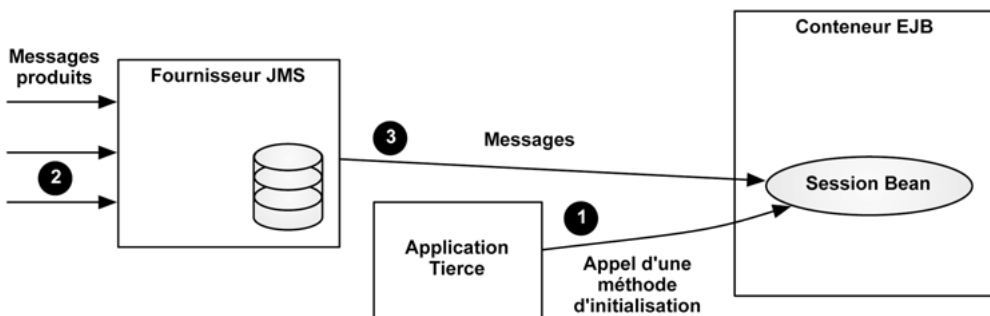 Conteneur EJB
Messages
produits
Fournisseur JMS
2
3
Messages
Session Bean
1
Application
Tierce
Appel d'une
méthode
d'initialisation